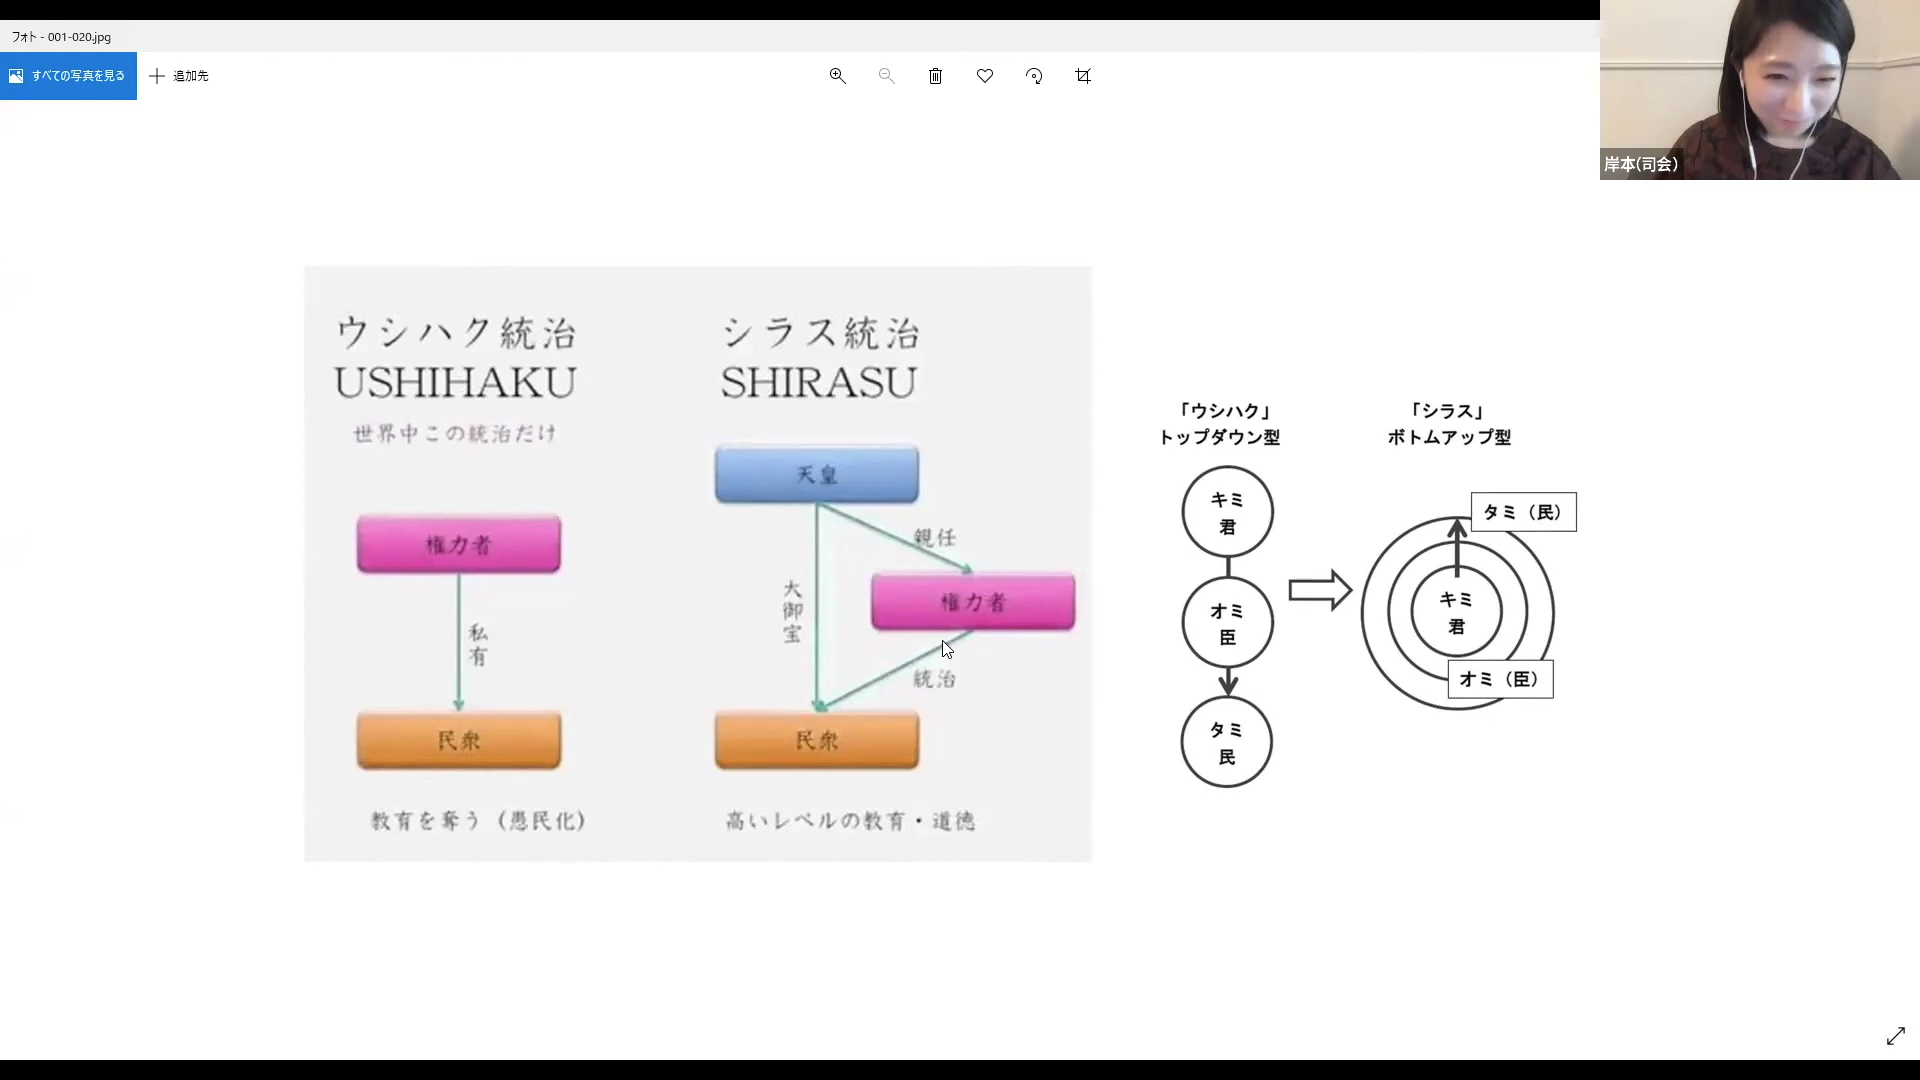 フォト - 001-020.jpg
すべての写真を見る
追加先
岸本(司会)
ウシハク統治
USHIHAKU
世界中この統治だけ
権力者
私有
民衆
教育を奪う（愚民化）
シラス統治
SHIRASU
天皇
親任
大御宝
権力者
統治
民衆
高いレベルの教育・道徳
「ウシハク」
トップダウン型
キミ
君
オミ
臣
タミ
民
「シラス」
ボトムアップ型
タミ（民）
キミ
君
オミ（臣）